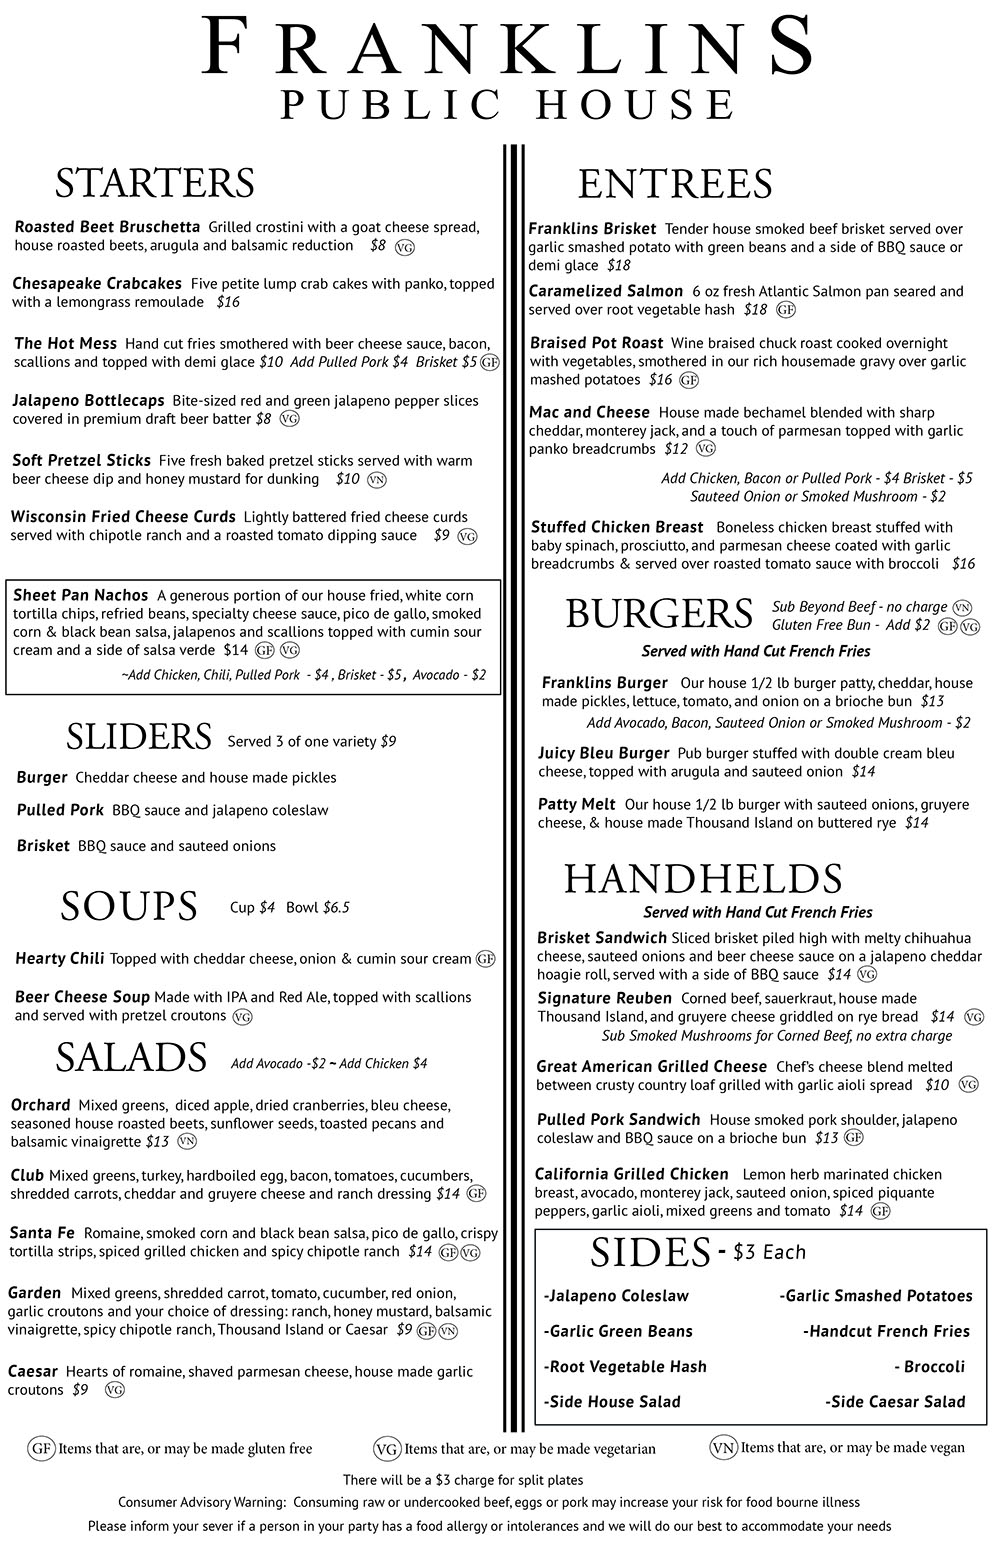 FRANKLINS
PUBLIC HOUSE
STARTERS
Roasted Beet Bruschetta Grilled crostini with a goat cheese spread,
house roasted beets, arugula and balsamic reduction $8 VG
Chesapeake Crabcakes Five petite lump crab cakes with panko, topped
with a lemongrass remoulade $16
The Hot Mess Hand cut fries smothered with beer cheese sauce, bacon,
scallions and topped with demi glace $10 Add Pulled Pork $4 Brisket $5 GF
Jalapeno Bottlecaps Bite-sized red and green jalapeno pepper slices
covered in premium draft beer batter $8 VG
Soft Pretzel Sticks Five fresh baked pretzel sticks served with warm
beer cheese dip and honey mustard for dunking $10 VN
Wisconsin Fried Cheese Curds Lightly battered fried cheese curds
served with chipotle ranch and a roasted tomato dipping sauce $9 VG
Sheet Pan Nachos A generous portion of our house fried, white corn
tortilla chips, refried beans, specialty cheese sauce, pico de gallo, smoked
corn & black bean salsa, jalapenos and scallions topped with cumin sour
cream and a side of salsa verde $14 GF VG
~Add Chicken, Chili, Pulled Pork - $4, Brisket - $5, Avocado - $2
SLIDERS Served 3 of one variety $9
Burger Cheddar cheese and house made pickles
Pulled Pork BBQ sauce and jalapeno coleslaw
Brisket BBQ sauce and sauteed onions
SOUPS Cup $4 Bowl $6.5
Hearty Chili Topped with cheddar cheese, onion & cumin sour cream GF
Beer Cheese Soup Made with IPA and Red Ale, topped with scallions
and served with pretzel croutons VG
SALADS Add Avocado -$2 ~ Add Chicken $4
Orchard Mixed greens, diced apple, dried cranberries, bleu cheese,
seasoned house roasted beets, sunflower seeds, toasted pecans and
balsamic vinaigrette $13 VN
Club Mixed greens, turkey, hardboiled egg, bacon, tomatoes, cucumbers,
shredded carrots, cheddar and gruyere cheese and ranch dressing $14 GF
Santa Fe Romaine, smoked corn and black bean salsa, pico de gallo, crispy
tortilla strips, spiced grilled chicken and spicy chipotle ranch $14 GF VG
Garden Mixed greens, shredded carrot, tomato, cucumber, red onion,
garlic croutons and your choice of dressing: ranch, honey mustard, balsamic
vinaigrette, spicy chipotle ranch, Thousand Island or Caesar $9 GF VN
Caesar Hearts of romaine, shaved parmesan cheese, house made garlic
croutons $9 VG
ENTREES
Franklins Brisket Tender house smoked beef brisket served over
garlic smashed potato with green beans and a side of BBQ sauce or
demi glace $18
Caramelized Salmon 6 oz fresh Atlantic Salmon pan seared and
served over root vegetable hash $18 GF
Braised Pot Roast Wine braised chuck roast cooked overnight
with vegetables, smothered in our rich housemade gravy over garlic
mashed potatoes $16 GF
Mac and Cheese House made bechamel blended with sharp
cheddar, monterey jack, and a touch of parmesan topped with garlic
panko breadcrumbs $12 VG
Add Chicken, Bacon or Pulled Pork - $4 Brisket - $5
Sauteed Onion or Smoked Mushroom - $2
Stuffed Chicken Breast Boneless chicken breast stuffed with
baby spinach, prosciutto, and parmesan cheese coated with garlic
breadcrumbs & served over roasted tomato sauce with broccoli $16
BURGERS Sub Beyond Beef - no charge VN
Gluten Free Bun - Add $2 GF VG
Served with Hand Cut French Fries
Franklins Burger Our house 1/2 lb burger patty, cheddar, house
made pickles, lettuce, tomato, and onion on a brioche bun $13
Add Avocado, Bacon, Sauteed Onion or Smoked Mushroom - $2
Juicy Bleu Burger Pub burger stuffed with double cream bleu
cheese, topped with arugula and sauteed onion $14
Patty Melt Our house 1/2 lb burger with sauteed onions, gruyere
cheese, & house made Thousand Island on buttered rye $14
HANDHELDS
Served with Hand Cut French Fries
Brisket Sandwich Sliced brisket piled high with melty chihuahua
cheese, sauteed onions and beer cheese sauce on a jalapeno cheddar
hoagie roll, served with a side of BBQ sauce $14 VG
Signature Reuben Corned beef, sauerkraut, house made
Thousand Island, and gruyere cheese griddled on rye bread $14 VG
Sub Smoked Mushrooms for Corned Beef, no extra charge
Great American Grilled Cheese Chef's cheese blend melted
between crusty country loaf grilled with garlic aioli spread $10 VG
Pulled Pork Sandwich House smoked pork shoulder, jalapeno
coleslaw and BBQ sauce on a brioche bun $13 GF
California Grilled Chicken Lemon herb marinated chicken
breast, avocado, monterey jack, sauteed onion, spiced piquante
peppers, garlic aioli, mixed greens and tomato $14 GF
SIDES - $3 Each
-Jalapeno Coleslaw -Garlic Smashed Potatoes
-Garlic Green Beans -Handcut French Fries
-Root Vegetable Hash - Broccoli
-Side House Salad -Side Caesar Salad
GF Items that are, or may be made gluten free VG Items that are, or may be made vegetarian VN Items that are, or may be made vegan
There will be a $3 charge for split plates
Consumer Advisory Warning: Consuming raw or undercooked beef, eggs or pork may increase your risk for food bourne illness
Please inform your sever if a person in your party has a food allergy or intolerances and we will do our best to accommodate your needs